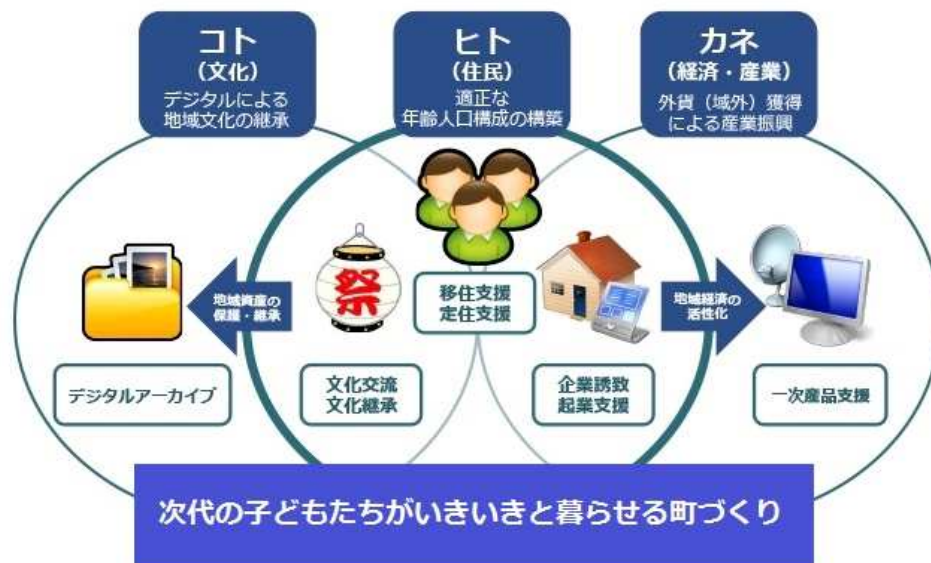 コト
（文化）
デジタルによる
地域文化の継承
ヒト
（住民）
適正な
年齢人口構成の構築
カネ
（経済・産業）
外貨（域外）獲得
による産業振興
地域資産の
保護・継承
祭
移住支援
定住支援
地域経済の
活性化
デジタルアーカイブ
文化交流
文化継承
企業誘致
起業支援
一次産品支援
次代の子どもたちがいきいきと暮らせる町づくり